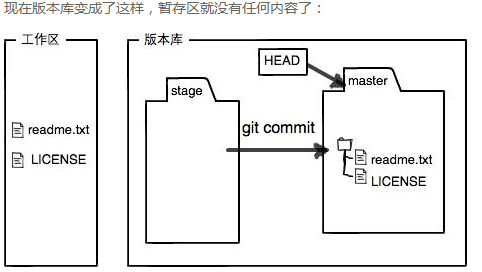 现在版本库变成了这样，暂存区就没有任何内容了：
工作区
版本库
HEAD
stage
master
git commit
readme.txt
LICENSE
readme.txt
LICENSE